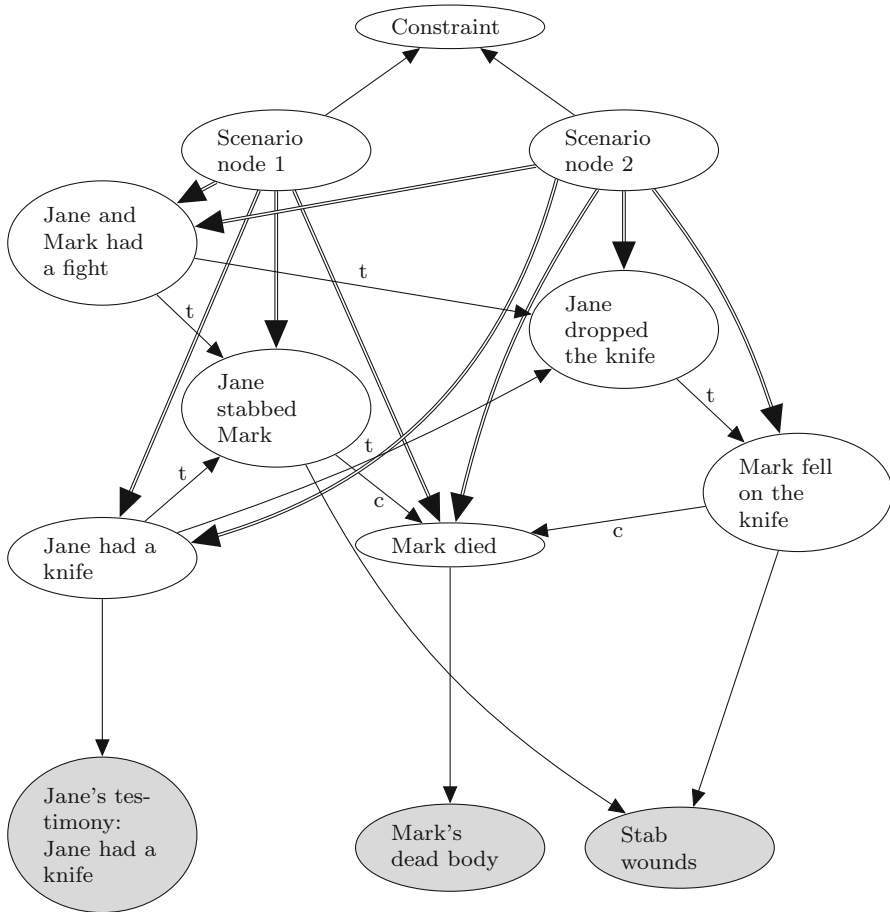 Constraint
Scenario
node 1
Scenario
node 2
Jane and
Mark had
a fight
t
t
Jane
dropped
the knife
t
Jane
stabbed
Mark
t
t
c
Mark fell
on the
knife
c
Jane had a
knife
Mark died
Jane's tes-
timony:
Jane had a
knife
Mark's
dead body
Stab
wounds